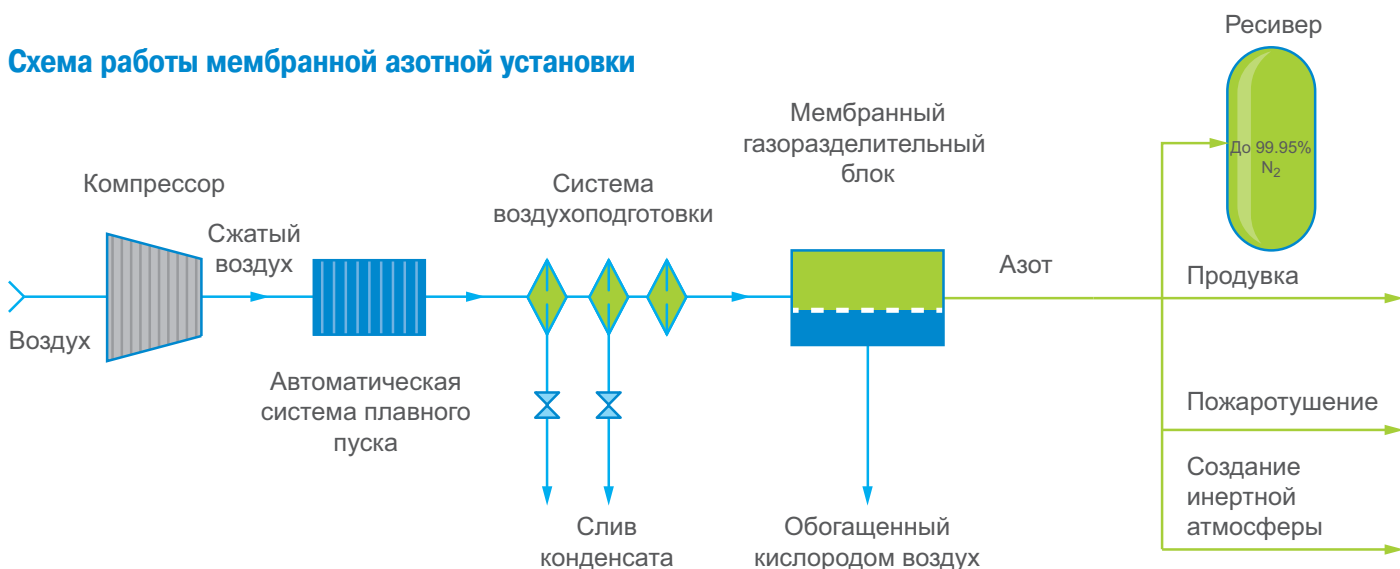 Схема работы мембранной азотной установки
Ресивер
До 99.95%
N2
Мембранный
газоразделительный
блок
Компрессор
Система
воздухоподготовки
Сжатый
воздух
Азот
Продувка
Воздух
Автоматическая
система плавного
пуска
Пожаротушение
Создание
инертной
атмосферы
Слив
конденсата
Обогащенный
кислородом воздух